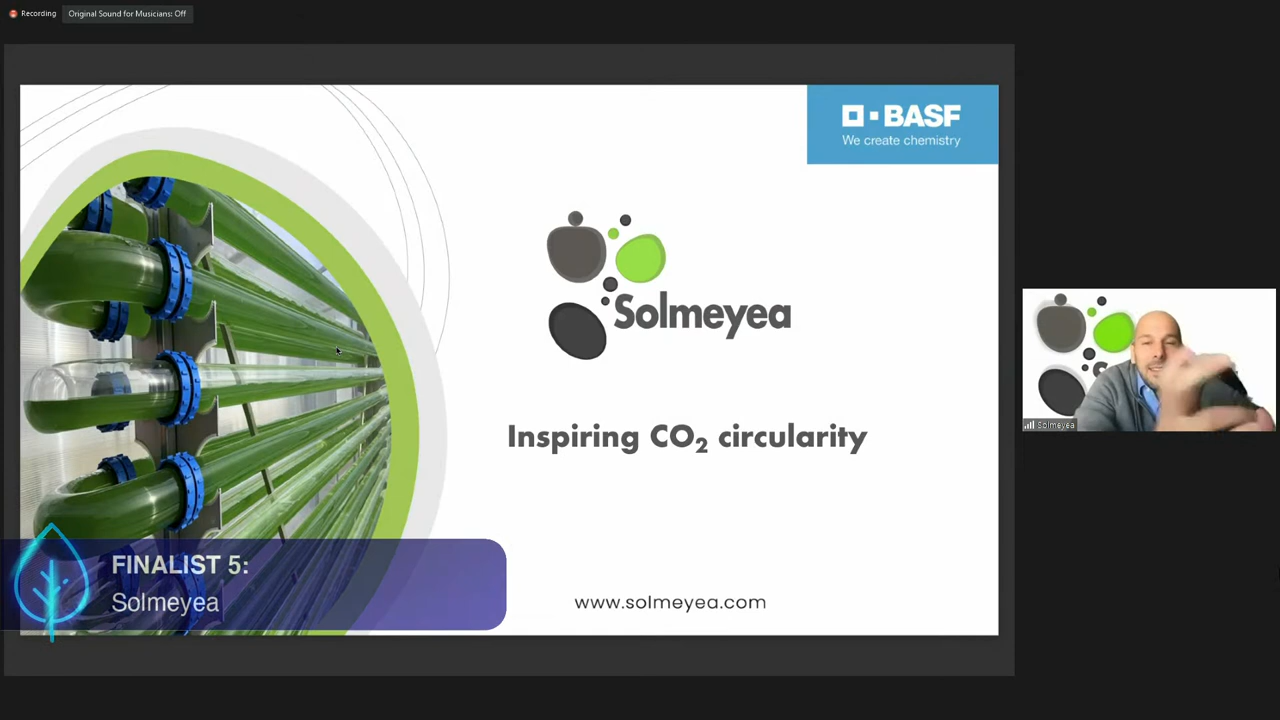 Recording
Original Sound for Musicians: Off
BASF
We create chemistry
Solmeyea
Inspiring CO₂ circularity
www.solmeyea.com
FINALIST 5:
Solmeyea
Solmeyea